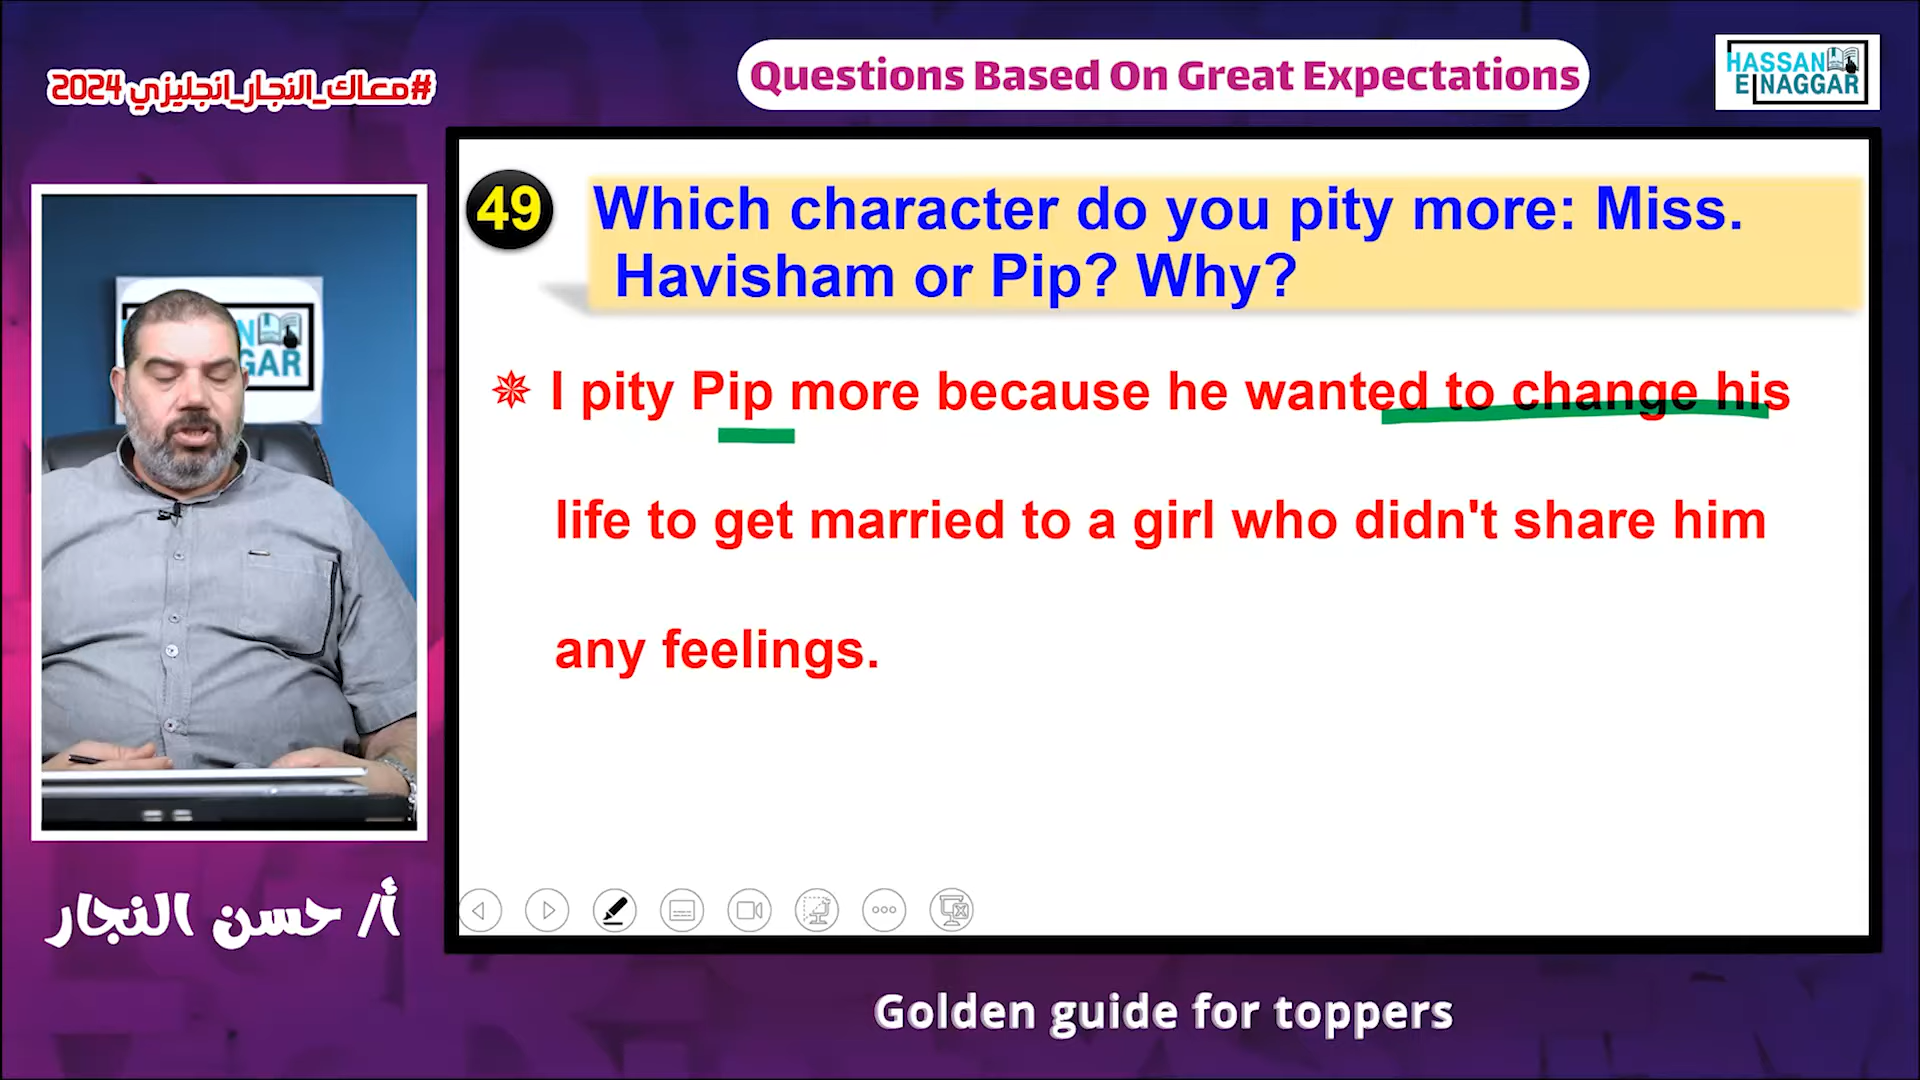 #معاك_النجار_انجليزي 2024
Questions Based On Great Expectations
HASSAN
ELNAGGAR
49
Which character do you pity more: Miss.
Havisham or Pip? Why?
I pity Pip more because he wanted to change his
life to get married to a girl who didn't share him
any feelings.
N
GAR
أ/ حسن النجار
Golden guide for toppers